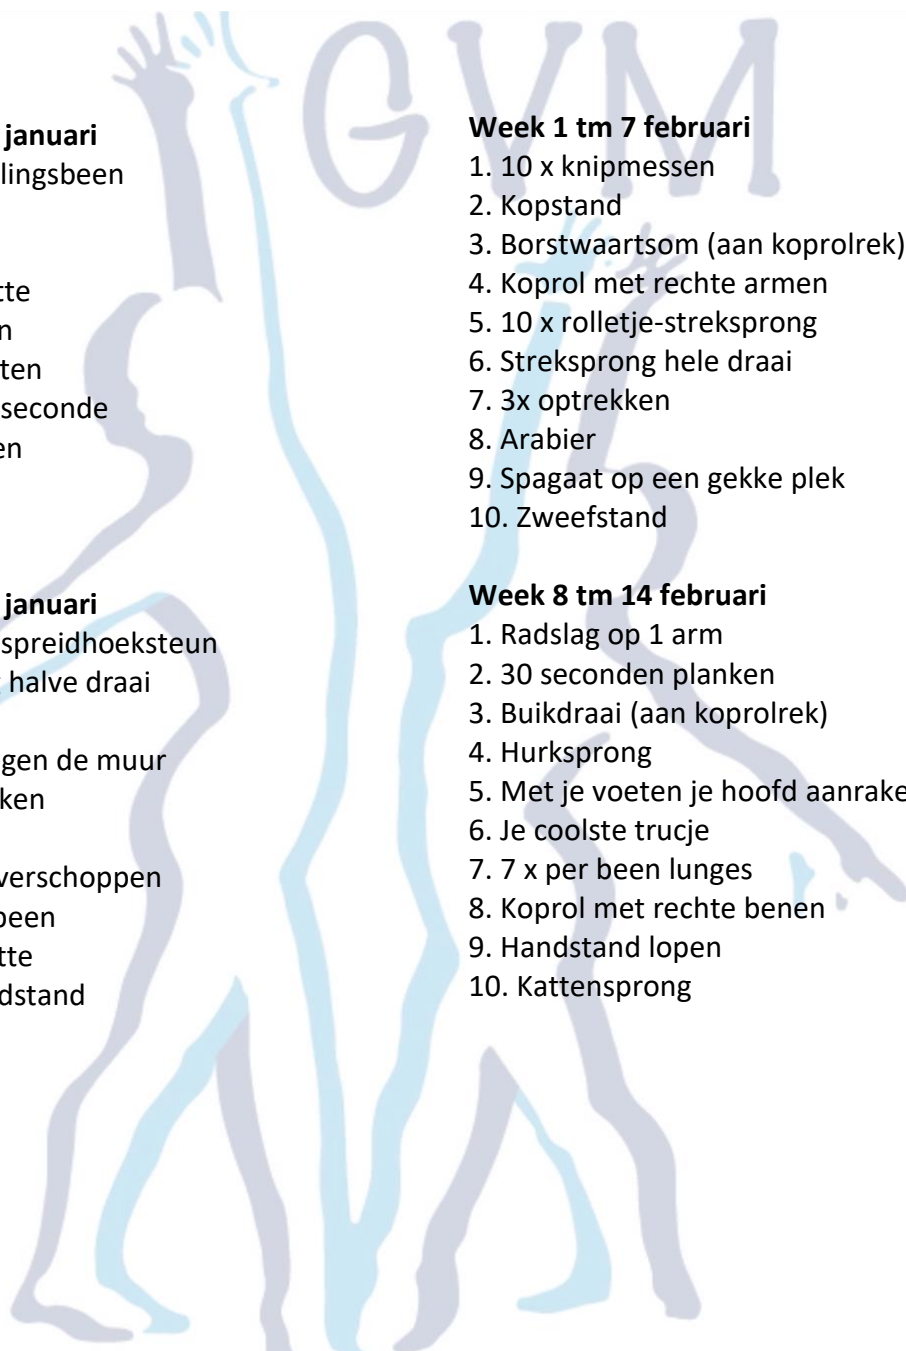 GVM
januari
lingsbeen
tte
n
ten
seconde
en
januari
spreidhoeksteun
halve draai
gen de muur
ken
verschoppen
been
tte
dstand
Week 1 tm 7 februari
1. 10 x knipmessen
2. Kopstand
3. Borstwaartsom (aan koprolrek)
4. Koprol met rechte armen
5. 10 x rolletje-streksprong
6. Streksprong hele draai
7. 3x optrekken
8. Arabier
9. Spagaat op een gekke plek
10. Zweefstand
Week 8 tm 14 februari
1. Radslag op 1 arm
2. 30 seconden planken
3. Buikdraai (aan koprolrek)
4. Hurksprong
5. Met je voeten je hoofd aanrake
6. Je coolste trucje
7. 7 x per been lunges
8. Koprol met rechte benen
9. Handstand lopen
10. Kattensprong